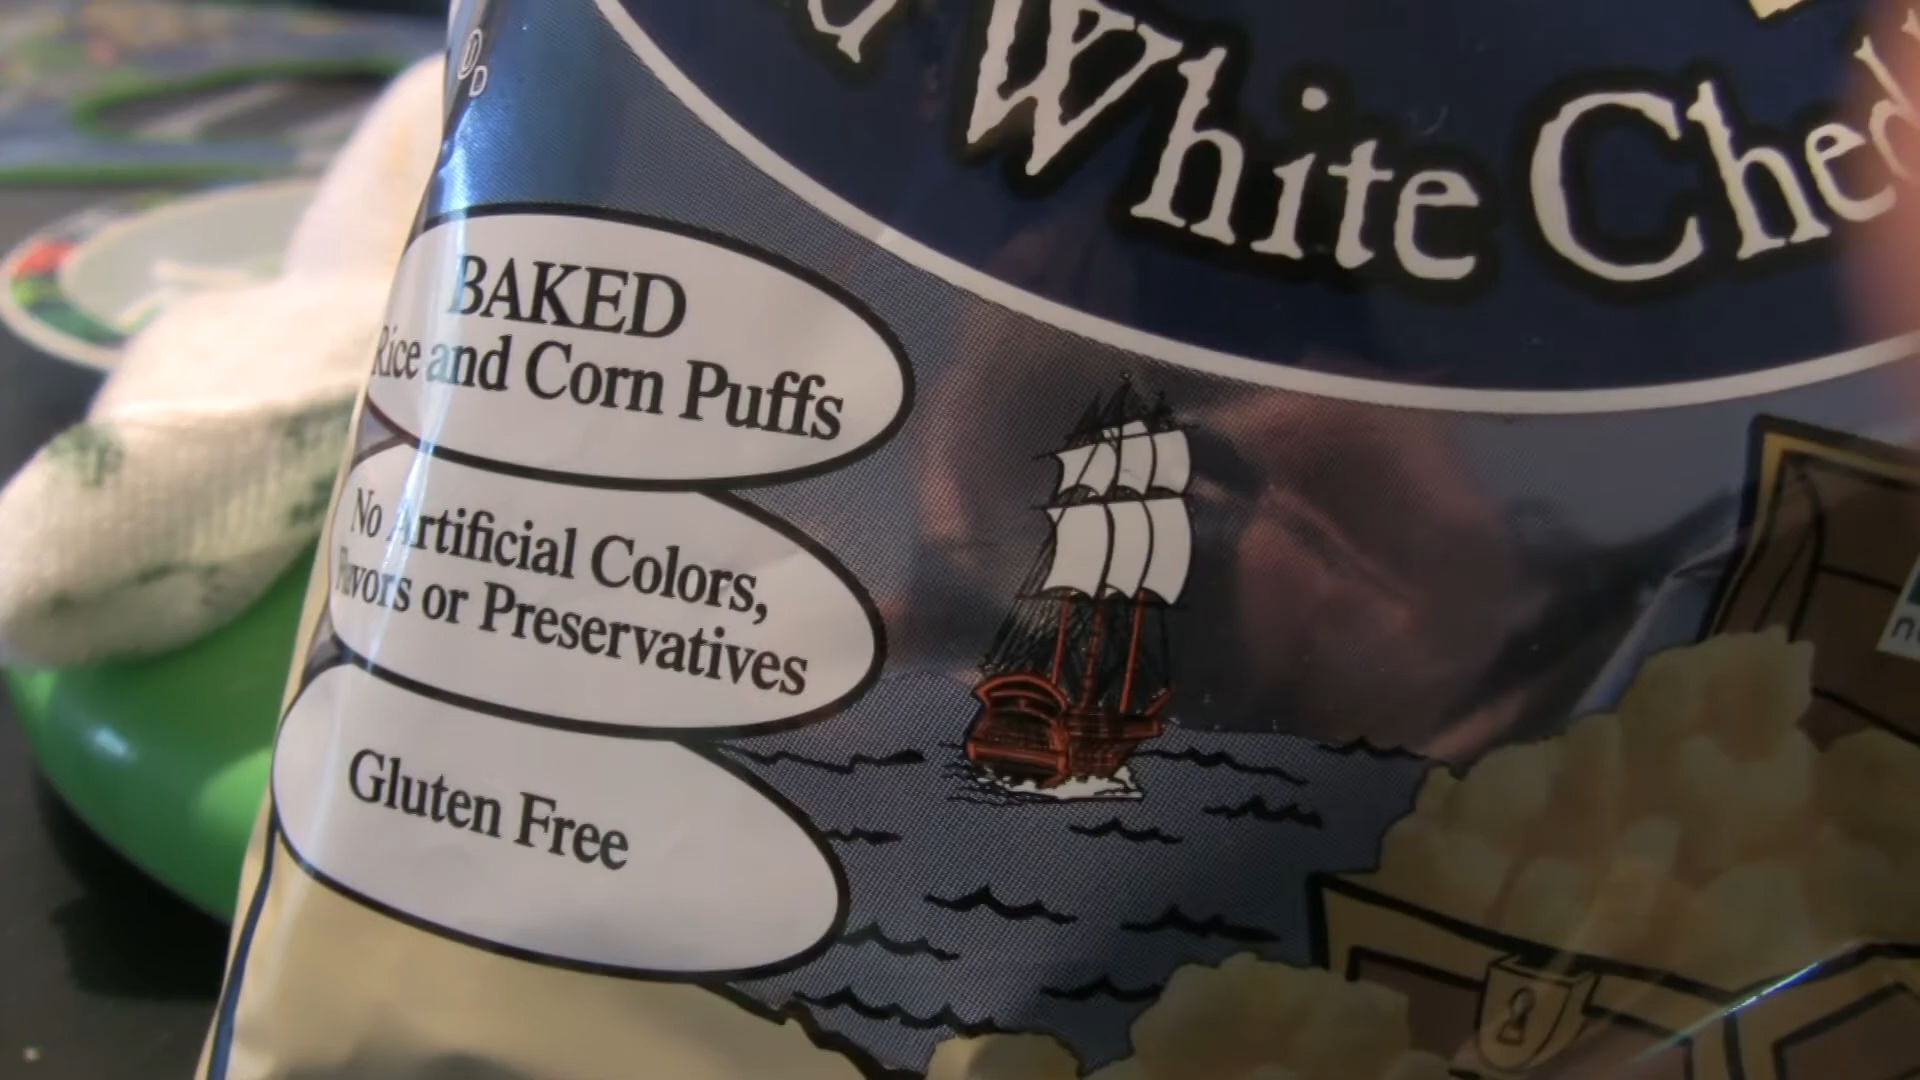 White Ched
BAKED
Rice and Corn Puffs
No Artificial Colors,
Flavors or Preservatives
Gluten Free